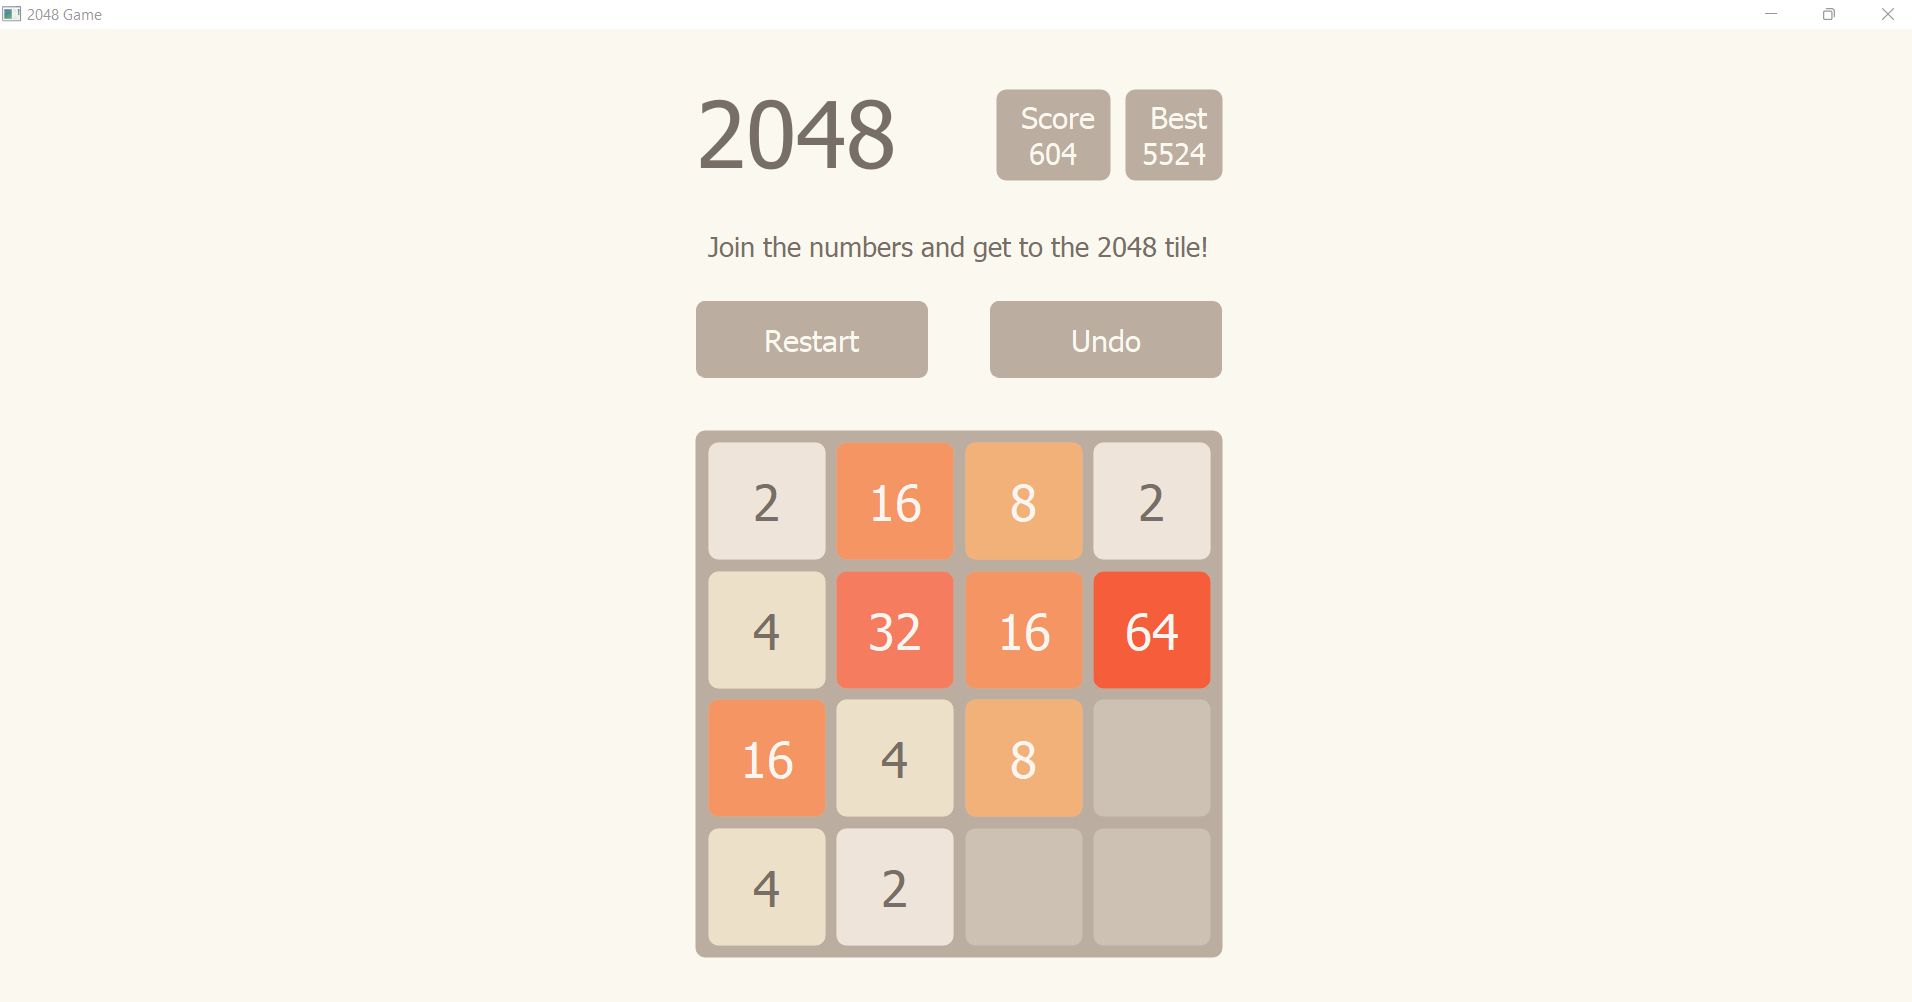 2048 Game
2048
Score
604
Best
5524
Join the numbers and get to the 2048 tile!
Restart
Undo
2 16 8 2
4 32 16 64
16 4 8
4 2